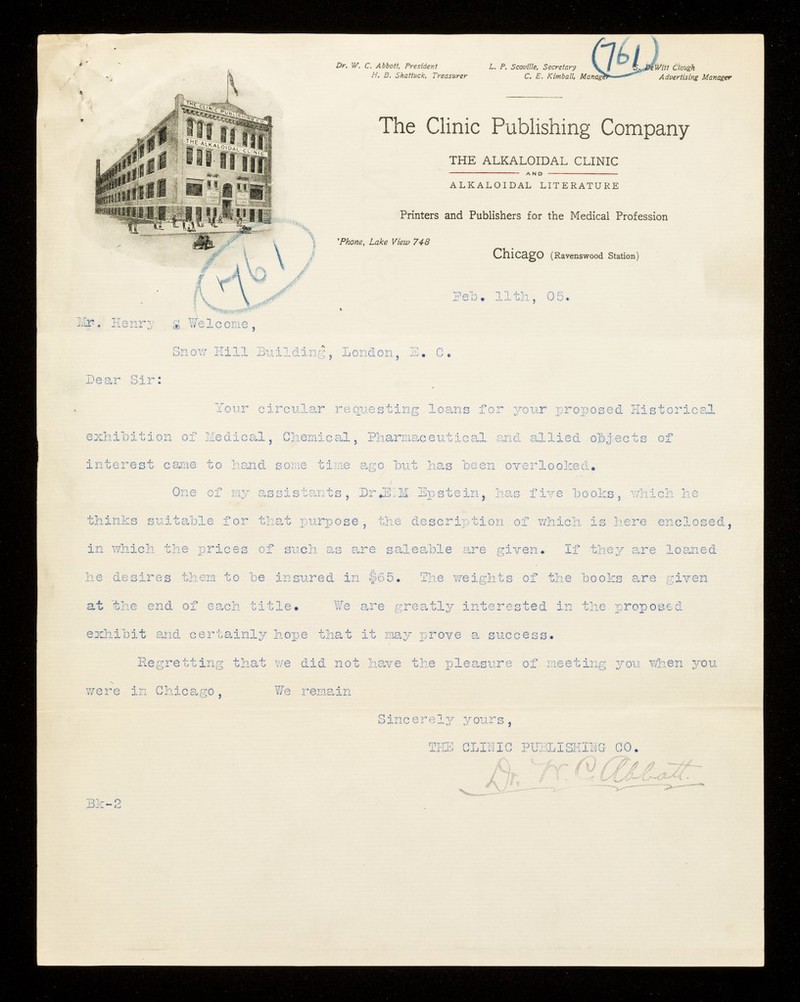 Dr. W. C. Abbott, President
L. P. Scoville, Secretary
H. B. Shattuck, Treasurer
C. E. Kimball, Manager
S. DeWitt Clough
Advertising Manager
761
THE CLINIC PUBLISHING CO.
THE ALKALOIDAL CLINIC
The Clinic Publishing Company
THE ALKALOIDAL CLINIC
AND
ALKALOIDAL LITERATURE
Printers and Publishers for the Medical Profession
'Phone, Lake View 748
Chicago (Ravenswood Station)
761
Feb. 11th, 05.
Mr. Henry S Welcome,
Snow Hill Building, London, E. C.
Dear Sir:
Your circular requesting loans for your proposed Historical
exhibition of Medical, Chemical, Pharmaceutical and allied objects of
interest came to hand some time ago but has been overlooked.
One of my assistants, Dr.E.M Epstein, has five books, which he
thinks suitable for that purpose, the description of which is here enclosed,
in which the prices of such as are saleable are given. If they are loaned
he desires them to be insured in $65. The weights of the books are given
at the end of each title. We are greatly interested in the proposed
exhibit and certainly hope that it may prove a success.
Regretting that we did not have the pleasure of meeting you when you
were in Chicago, We remain
Sincerely yours,
THE CLINIC PUBLISHING CO.
Dr. W. C. Abbott.
Bk-2